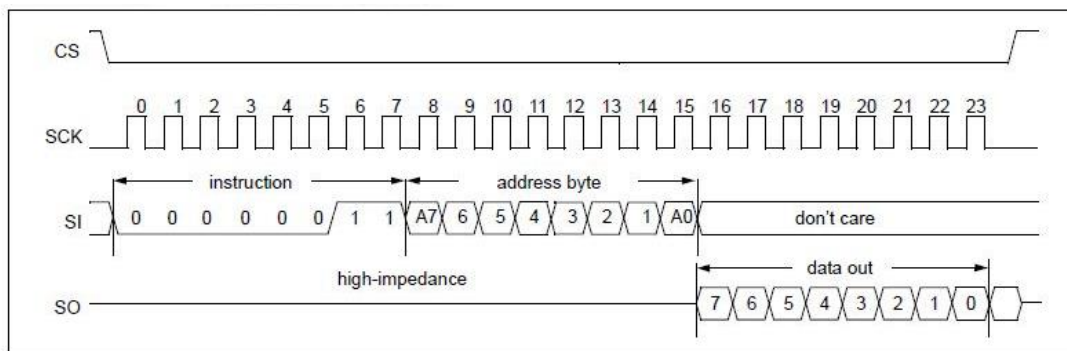 CS
0 1 2 3 4 5 6 7 8 9 10 11 12 13 14 15 16 17 18 19 20 21 22 23
SCK
instruction address byte
SI 0 0 0 0 0 0 1 1 A7 6 5 4 3 2 1 A0 don't care
high-impedance data out
SO 7 6 5 4 3 2 1 0